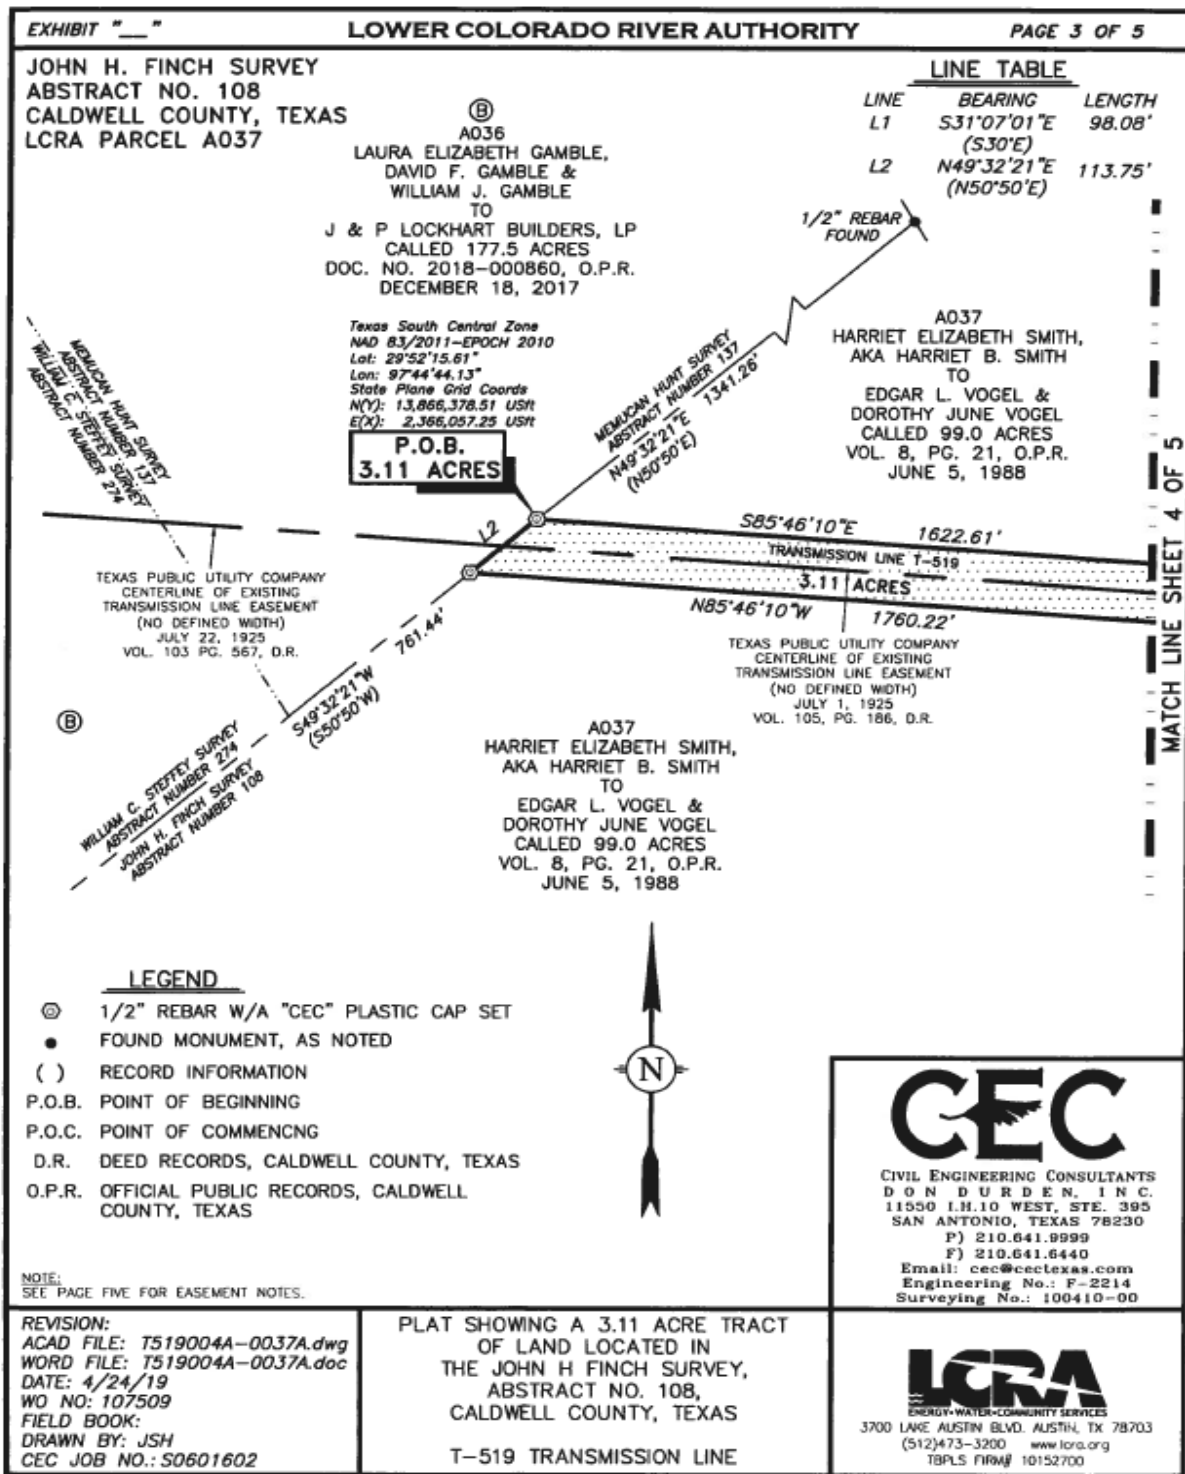 EXHIBIT "__"
LOWER COLORADO RIVER AUTHORITY
PAGE 3 OF 5
JOHN H. FINCH SURVEY
ABSTRACT NO. 108
CALDWELL COUNTY, TEXAS
LCRA PARCEL A037
B
A036
LAURA ELIZABETH GAMBLE,
DAVID F. GAMBLE &
WILLIAM J. GAMBLE
TO
J & P LOCKHART BUILDERS, LP
CALLED 177.5 ACRES
DOC. NO. 2018-000860, O.P.R.
DECEMBER 18, 2017
LINE TABLE
LINE BEARING LENGTH
L1 S31°07'01"E 98.08'
(S30°E)
L2 N49°32'21"E 113.75'
(N50°50'E)
1/2" REBAR
FOUND
Texas South Central Zone
NAD 83/2011-EPOCH 2010
Lat: 29°52'15.61"
Lon: 97°44'44.13"
State Plane Grid Coords
N(Y): 13,866,378.51 USft
E(X): 2,366,057.25 USft
P.O.B.
3.11 ACRES
MEMUCAN HUNT SURVEY
ABSTRACT NUMBER 137
WILLIAM C. STEFFEY SURVEY
ABSTRACT NUMBER 274
MEMUCAN HUNT SURVEY
ABSTRACT NUMBER 137
N49°32'21"E 1341.26'
(N50°50'E)
A037
HARRIET ELIZABETH SMITH,
AKA HARRIET B. SMITH
TO
EDGAR L. VOGEL &
DOROTHY JUNE VOGEL
CALLED 99.0 ACRES
VOL. 8, PG. 21, O.P.R.
JUNE 5, 1988
MATCH LINE SHEET 4 OF 5
L2
S85°46'10"E 1622.61'
TRANSMISSION LINE T-519
3.11 ACRES
N85°46'10"W 1760.22'
TEXAS PUBLIC UTILITY COMPANY
CENTERLINE OF EXISTING
TRANSMISSION LINE EASEMENT
(NO DEFINED WIDTH)
JULY 22, 1925
VOL. 103 PG. 567, D.R.
TEXAS PUBLIC UTILITY COMPANY
CENTERLINE OF EXISTING
TRANSMISSION LINE EASEMENT
(NO DEFINED WIDTH)
JULY 1, 1925
VOL. 105, PG. 186, D.R.
761.44'
S49°32'21"W
(S50°50'W)
B
WILLIAM C. STEFFEY SURVEY
ABSTRACT NUMBER 274
JOHN H. FINCH SURVEY
ABSTRACT NUMBER 108
A037
HARRIET ELIZABETH SMITH,
AKA HARRIET B. SMITH
TO
EDGAR L. VOGEL &
DOROTHY JUNE VOGEL
CALLED 99.0 ACRES
VOL. 8, PG. 21, O.P.R.
JUNE 5, 1988
LEGEND
1/2" REBAR W/A "CEC" PLASTIC CAP SET
FOUND MONUMENT, AS NOTED
( ) RECORD INFORMATION
P.O.B. POINT OF BEGINNING
P.O.C. POINT OF COMMENCNG
D.R. DEED RECORDS, CALDWELL COUNTY, TEXAS
O.P.R. OFFICIAL PUBLIC RECORDS, CALDWELL
COUNTY, TEXAS
N
NOTE:
SEE PAGE FIVE FOR EASEMENT NOTES.
CEC
CIVIL ENGINEERING CONSULTANTS
DON DURDEN, INC.
11550 I.H.10 WEST, STE. 395
SAN ANTONIO, TEXAS 78230
P) 210.641.9999
F) 210.641.6440
Email: cec@cectexas.com
Engineering No.: F-2214
Surveying No.: 100410-00
REVISION:
ACAD FILE: T519004A-0037A.dwg
WORD FILE: T519004A-0037A.doc
DATE: 4/24/19
WO NO: 107509
FIELD BOOK:
DRAWN BY: JSH
CEC JOB NO.: S0601602
PLAT SHOWING A 3.11 ACRE TRACT
OF LAND LOCATED IN
THE JOHN H FINCH SURVEY,
ABSTRACT NO. 108,
CALDWELL COUNTY, TEXAS
T-519 TRANSMISSION LINE
LCRA
ENERGY•WATER•COMMUNITY SERVICES
3700 LAKE AUSTIN BLVD. AUSTIN, TX 78703
(512)473-3200 www.lcra.org
TBPLS FIRM# 10152700